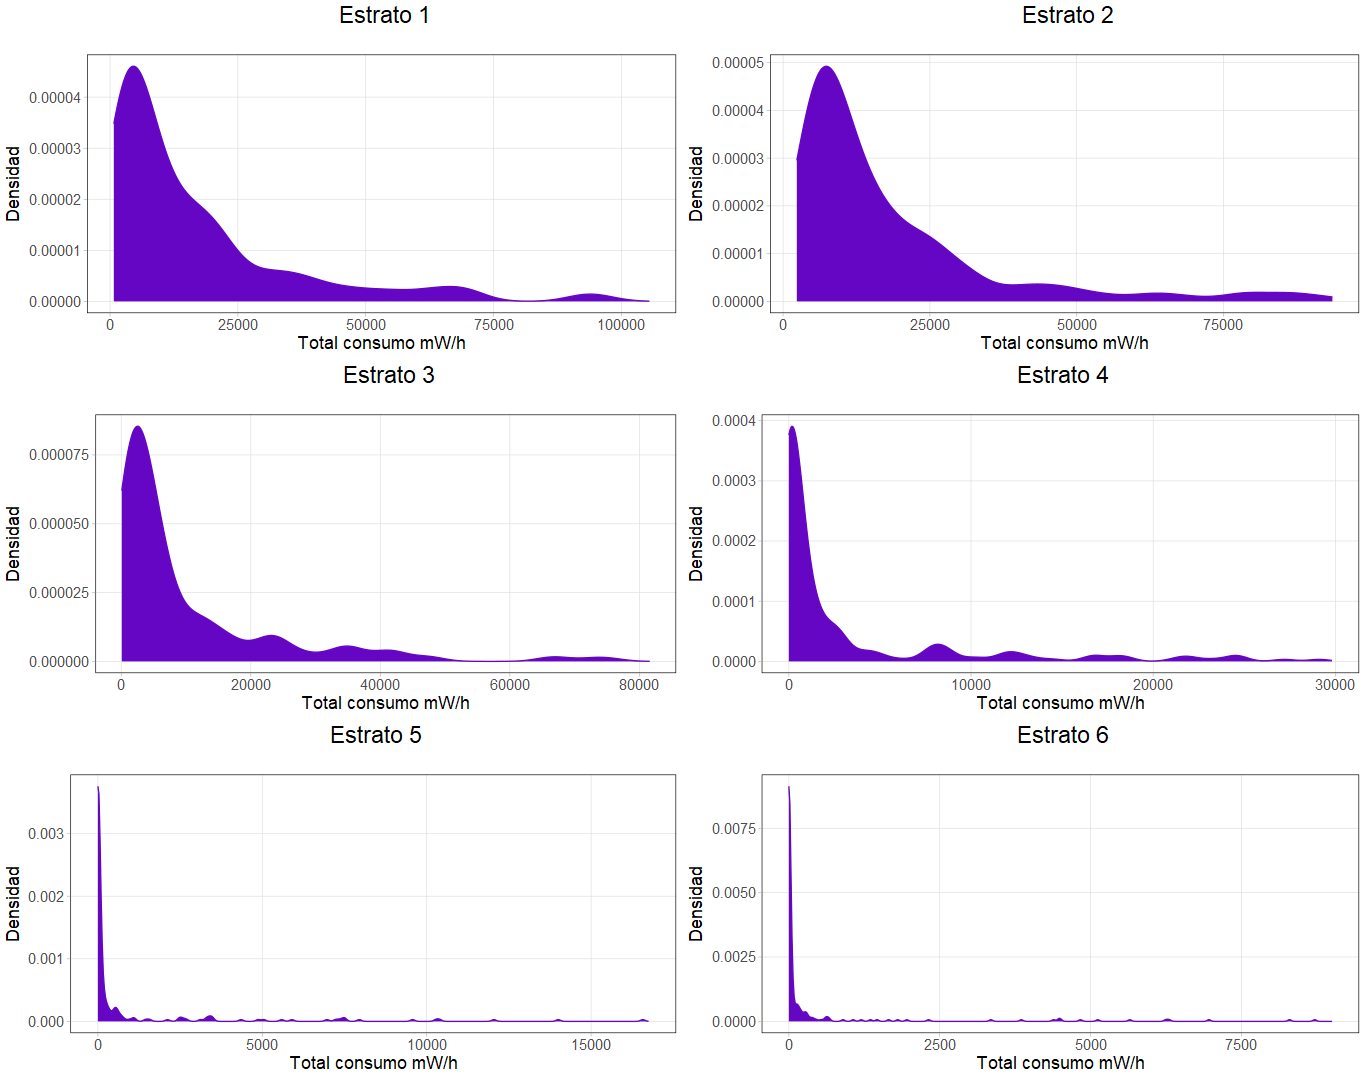 Estrato 1
Densidad
0.00004
0.00003
0.00002
0.00001
0.00000
0 25000 50000 75000 100000
Total consumo mW/h
Estrato 2
Densidad
0.00005
0.00004
0.00003
0.00002
0.00001
0.00000
0 25000 50000 75000
Total consumo mW/h
Estrato 3
Densidad
0.000075
0.000050
0.000025
0.000000
0 20000 40000 60000 80000
Total consumo mW/h
Estrato 4
Densidad
0.0004
0.0003
0.0002
0.0001
0.0000
0 10000 20000 30000
Total consumo mW/h
Estrato 5
Densidad
0.003
0.002
0.001
0.000
0 5000 10000 15000
Total consumo mW/h
Estrato 6
Densidad
0.0075
0.0050
0.0025
0.0000
0 2500 5000 7500
Total consumo mW/h